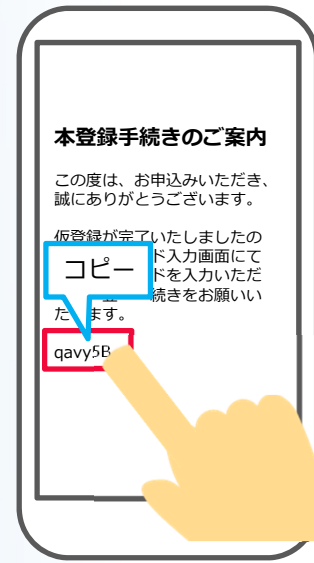 本登録手続きのご案内
この度は、お申込みいただき、
誠にありがとうございます。
仮登録が完了いたしましたの
ド入力画面にて
コピー
ドを入力いただ
続きをお願いい
た ます。
qavy5B